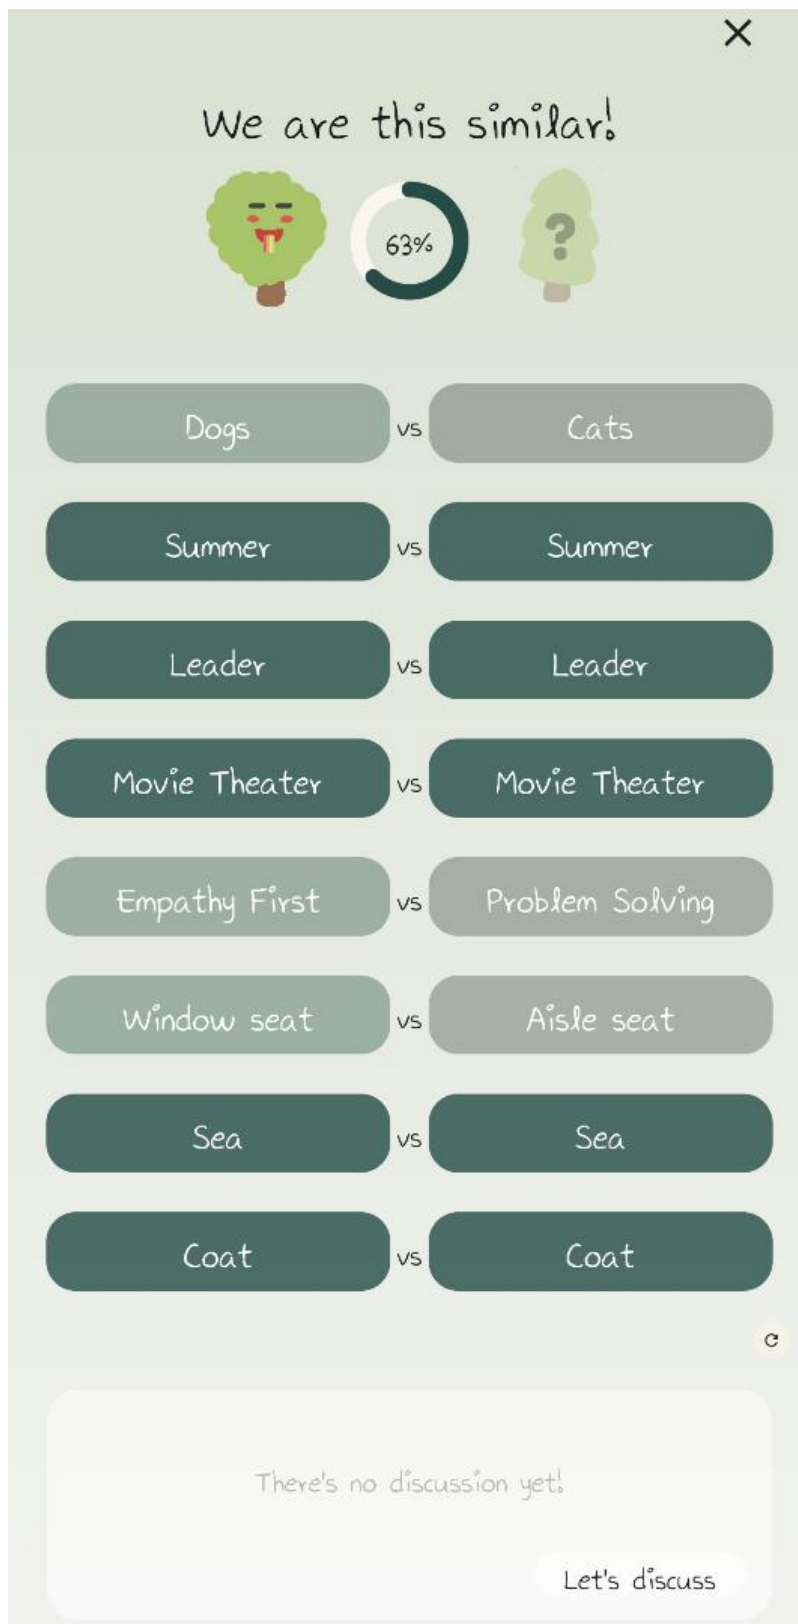 We are this similar!
63%
?
Dogs vs Cats
Summer vs Summer
Leader vs Leader
Movie Theater vs Movie Theater
Empathy First vs Problem Solving
Window seat vs Aisle seat
Sea vs Sea
Coat vs Coat
There's no discussion yet!
Let's discuss